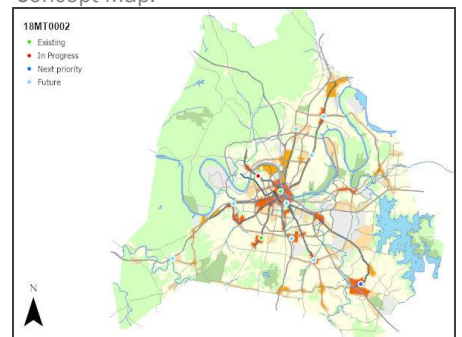 Concept Map:
18MT0002
Existing
In Progress
Next priority
Future
N